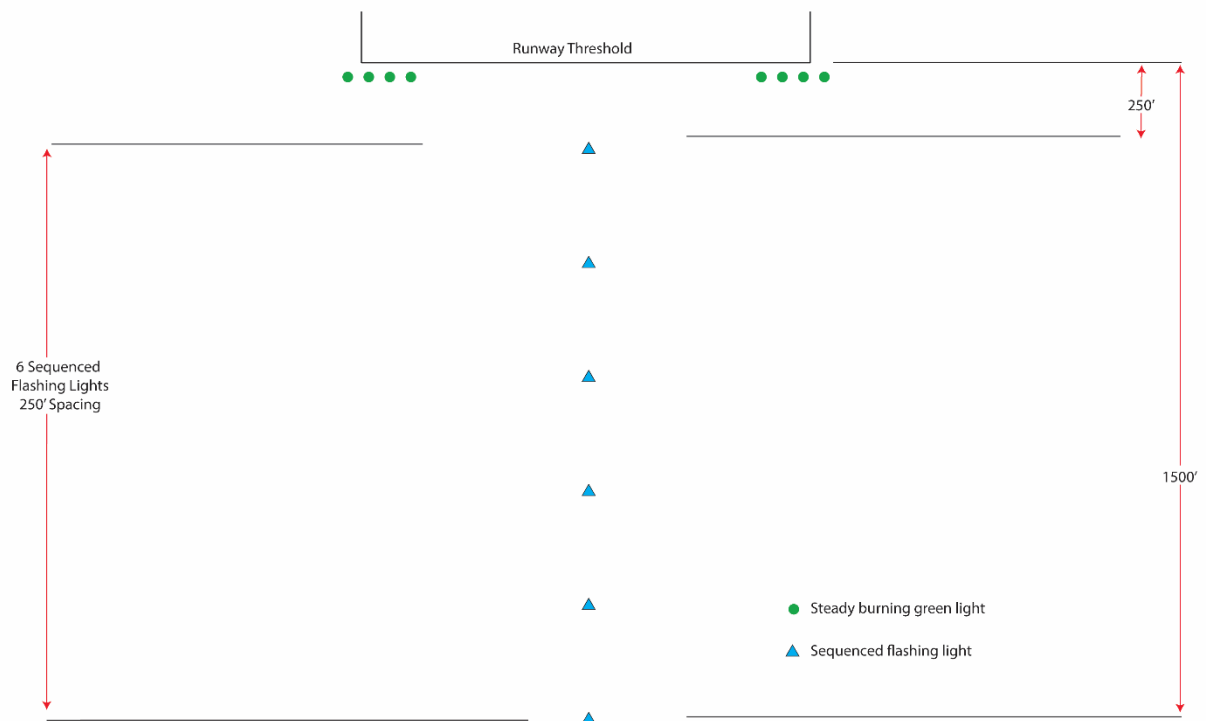 Runway Threshold
250’
6 Sequenced
Flashing Lights
250’ Spacing
1500’
Steady burning green light
Sequenced flashing light